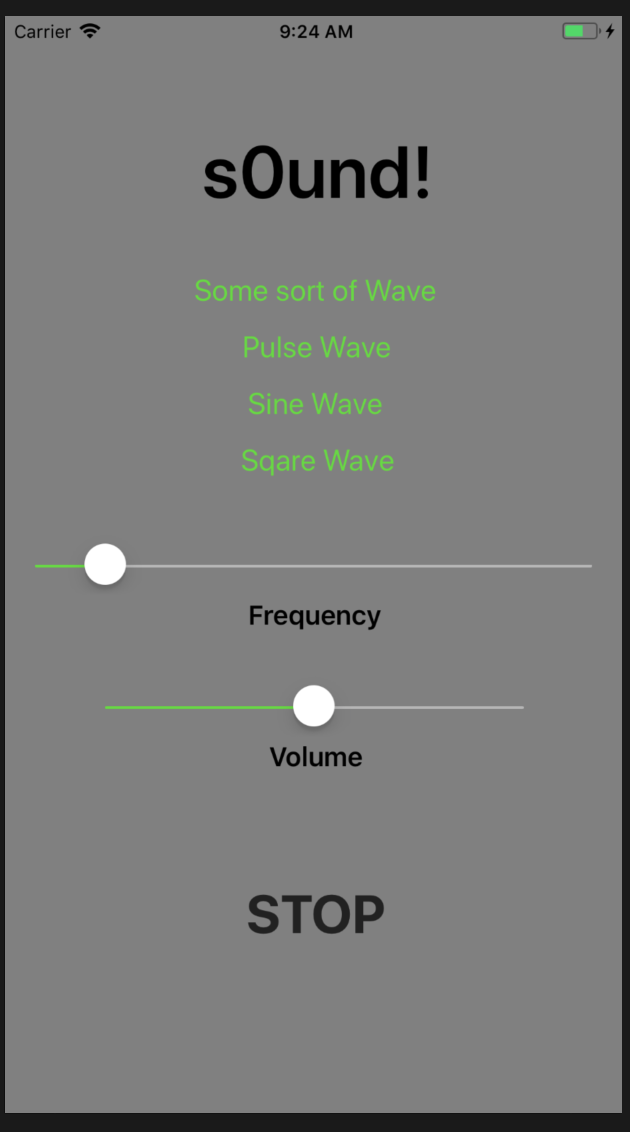 Carrier 9:24 AM
s0und!
Some sort of Wave
Pulse Wave
Sine Wave
Sqare Wave
Frequency
Volume
STOP